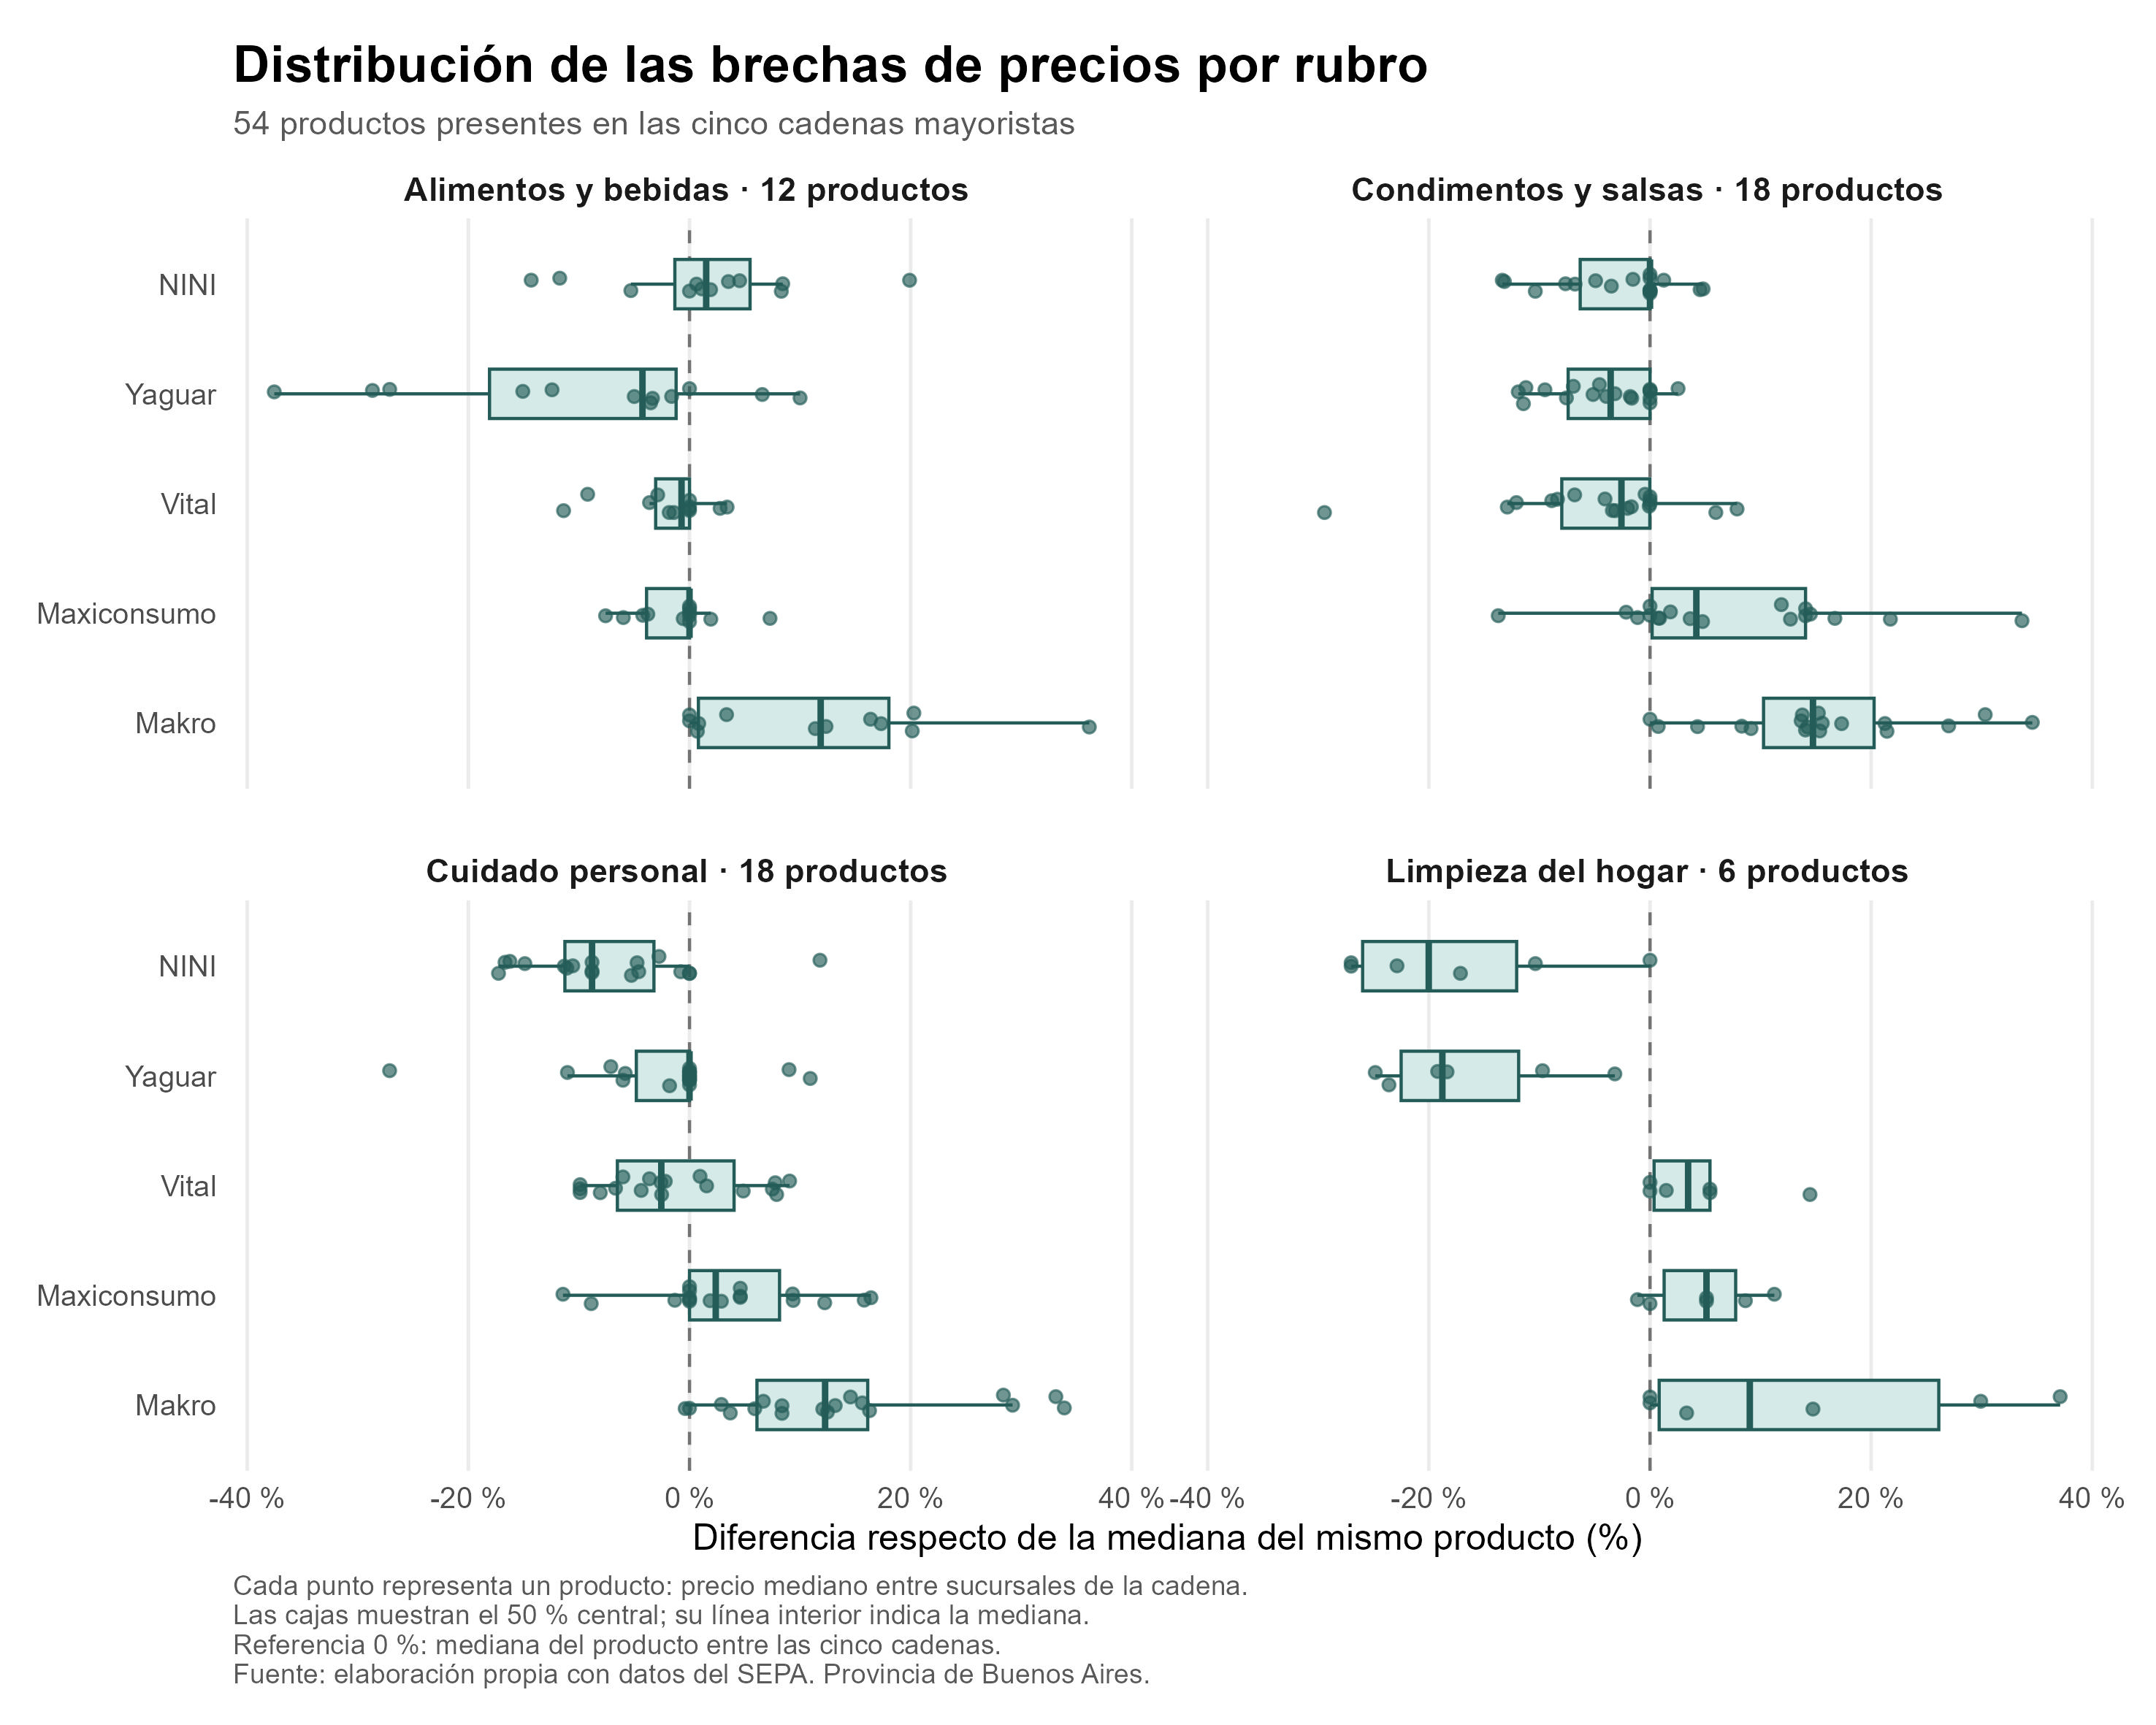 Distribución de las brechas de precios por rubro
54 productos presentes en las cinco cadenas mayoristas
Alimentos y bebidas · 12 productos
Condimentos y salsas · 18 productos
NINI
Yaguar
Vital
Maxiconsumo
Makro
Cuidado personal · 18 productos
Limpieza del hogar · 6 productos
NINI
Yaguar
Vital
Maxiconsumo
Makro
-40 % -20 % 0 % 20 % 40 % -40 % -20 % 0 % 20 % 40 %
Diferencia respecto de la mediana del mismo producto (%)
Cada punto representa un producto: precio mediano entre sucursales de la cadena.
Las cajas muestran el 50 % central; su línea interior indica la mediana.
Referencia 0 %: mediana del producto entre las cinco cadenas.
Fuente: elaboración propia con datos del SEPA. Provincia de Buenos Aires.